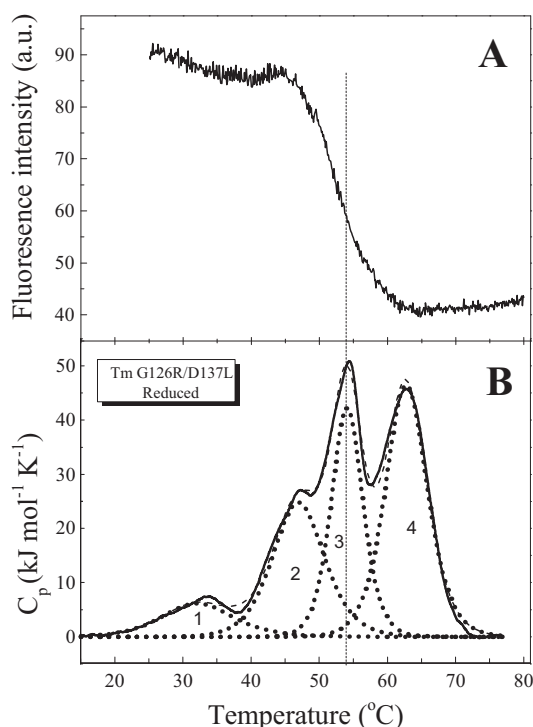 A
Fluoresence intensity (a.u.)
90
80
70
60
50
40
B
Tm G126R/D137L
Reduced
C_p (kJ mol^-1 K^-1)
50
40
30
20
10
0
1
2
3
4
20 30 40 50 60 70 80
Temperature (°C)